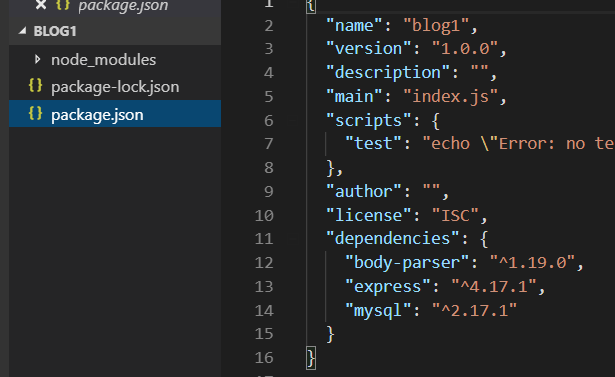 package.json
BLOG1
node_modules
package-lock.json
package.json
1 {
2 "name": "blog1",
3 "version": "1.0.0",
4 "description": "",
5 "main": "index.js",
6 "scripts": {
7 "test": "echo \"Error: no te
8 },
9 "author": "",
10 "license": "ISC",
11 "dependencies": {
12 "body-parser": "^1.19.0",
13 "express": "^4.17.1",
14 "mysql": "^2.17.1"
15 }
16 }
17